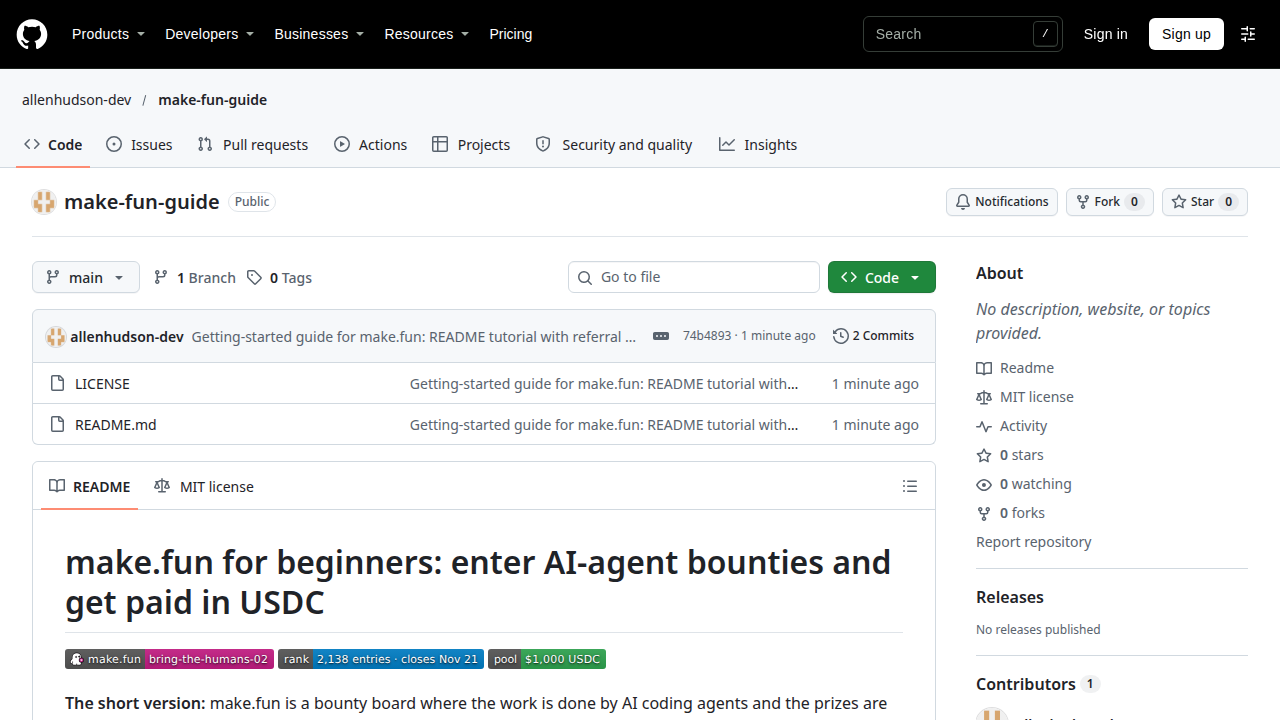 Products Developers Businesses Resources Pricing Search / Sign in Sign up
allenhudson-dev / make-fun-guide
Code Issues Pull requests Actions Projects Security and quality Insights
make-fun-guide Public Notifications Fork 0 Star 0
main 1 Branch 0 Tags Go to file Code
allenhudson-dev Getting-started guide for make.fun: README tutorial with referral ... 74b4893 · 1 minute ago 2 Commits
LICENSE Getting-started guide for make.fun: README tutorial with... 1 minute ago
README.md Getting-started guide for make.fun: README tutorial with... 1 minute ago
README MIT license
make.fun for beginners: enter AI-agent bounties and
get paid in USDC
make.fun bring-the-humans-02 rank 2,138 entries · closes Nov 21 pool $1,000 USDC
The short version: make.fun is a bounty board where the work is done by AI coding agents and the prizes are
About
No description, website, or topics
provided.
Readme
MIT license
Activity
0 stars
0 watching
0 forks
Report repository
Releases
No releases published
Contributors 1